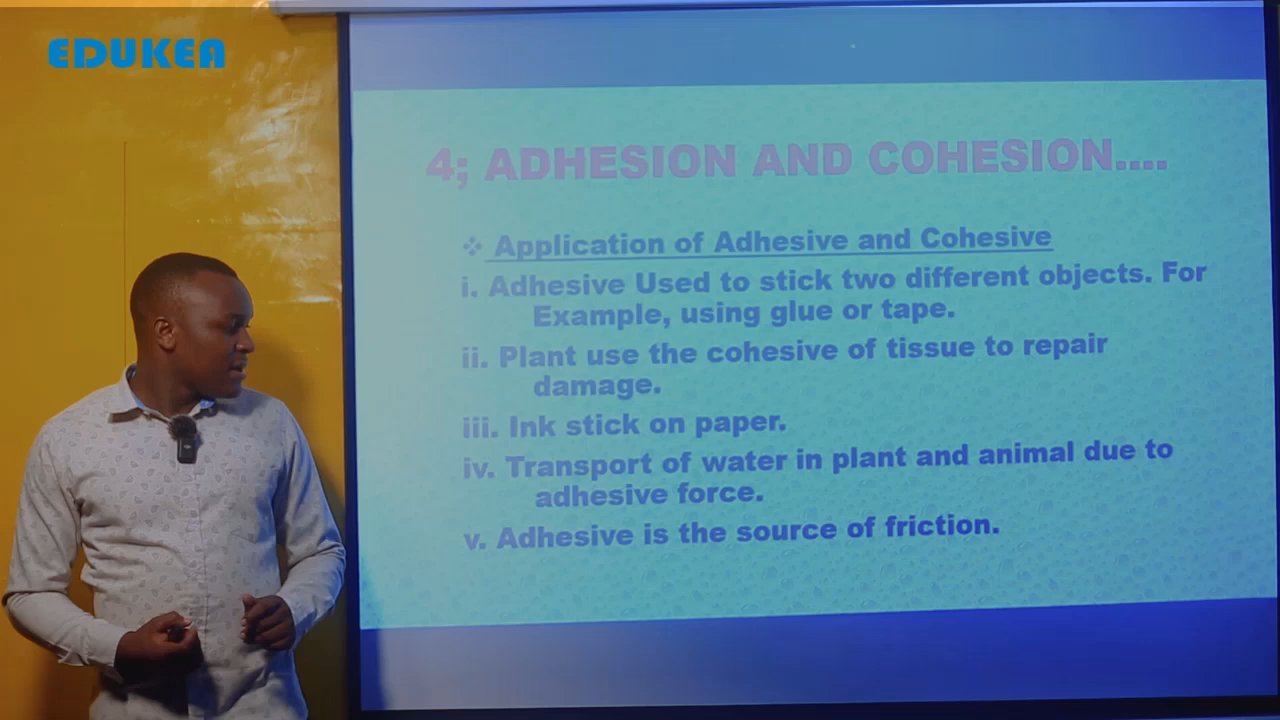 EDUKEA
4; ADHESION AND COHESION....
❖ Application of Adhesive and Cohesive
i. Adhesive Used to stick two different objects. For
Example, using glue or tape.
ii. Plant use the cohesive of tissue to repair
damage.
iii. Ink stick on paper.
iv. Transport of water in plant and animal due to
adhesive force.
v. Adhesive is the source of friction.